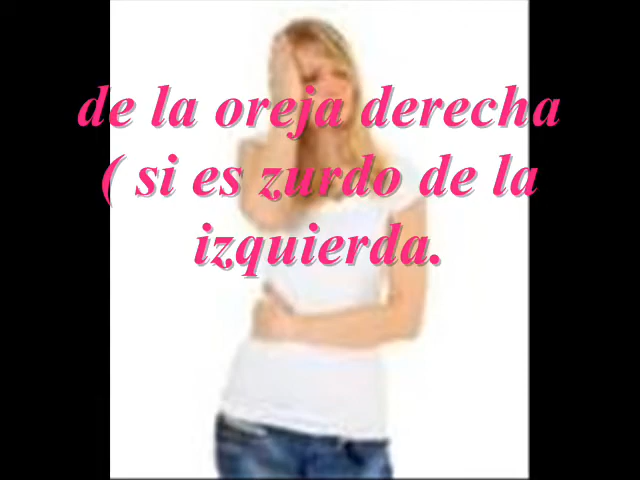 de la oreja derecha
( si es zurdo de la
izquierda.